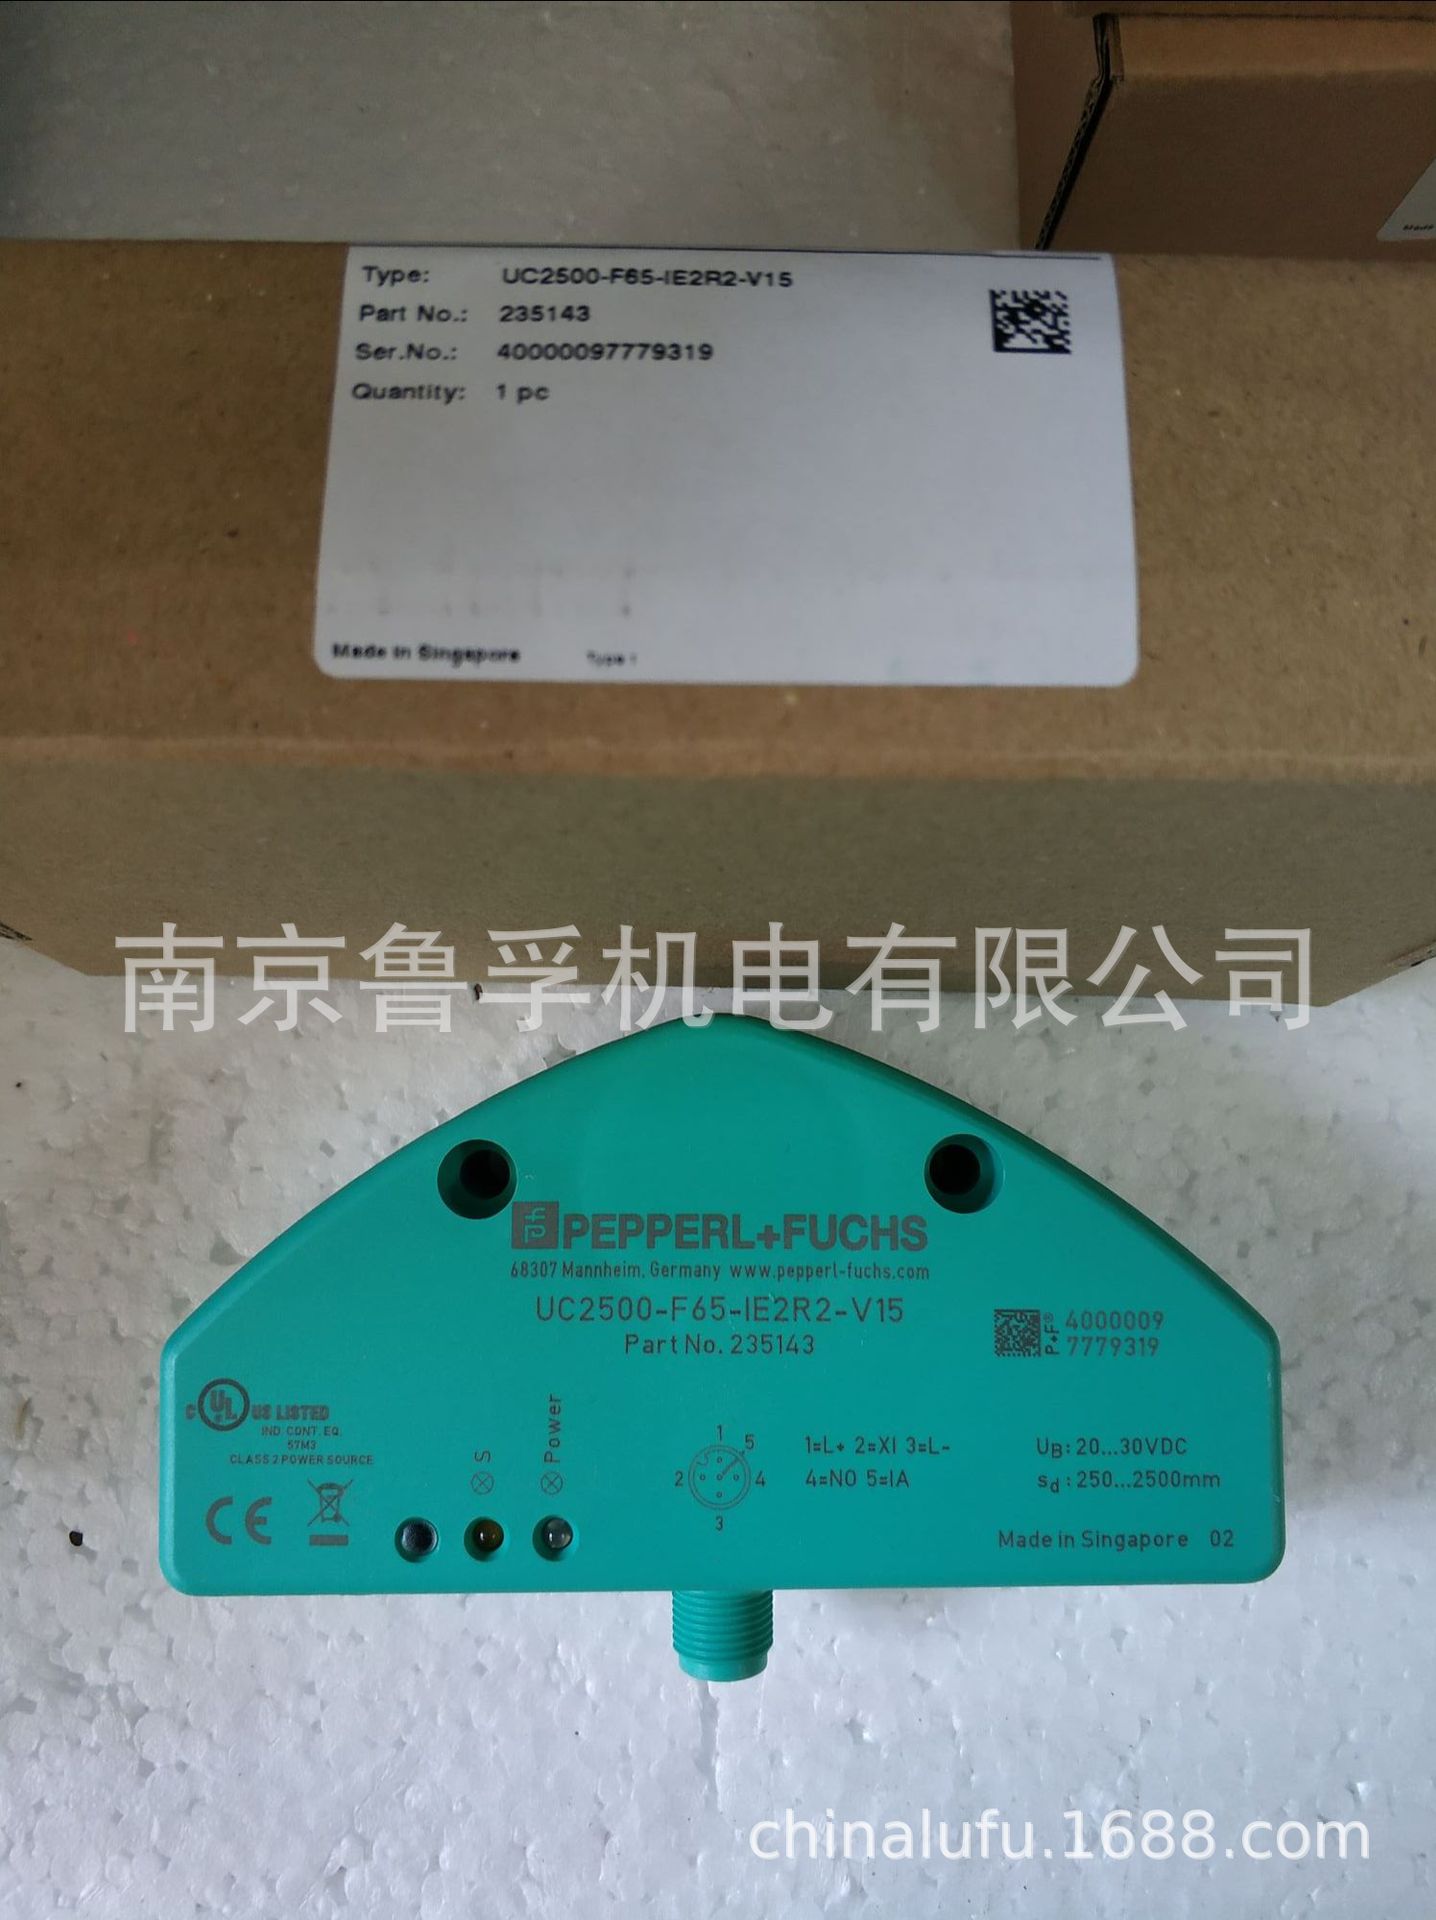 Type: UC2500-F65-IE2R2-V15
Part No.: 235143
Ser.No.: 40000097779319
Quantity: 1 pc
Made in Singapore Type 1
南京鲁孚机电有限公司
PEPPERL+FUCHS
68307 Mannheim, Germany www.pepperl-fuchs.com
UC2500-F65-IE2R2-V15
Part No. 235143
P+F® 4000009
7779319
C UL US LISTED
IND. CONT. EQ.
57M3
CLASS 2 POWER SOURCE
CE
S
Power
1
2
3
4
5
1=L+ 2=XI 3=L-
4=NO 5=IA
UB: 20...30VDC
sd: 250...2500mm
Made in Singapore 02
chinalufu.1688.com